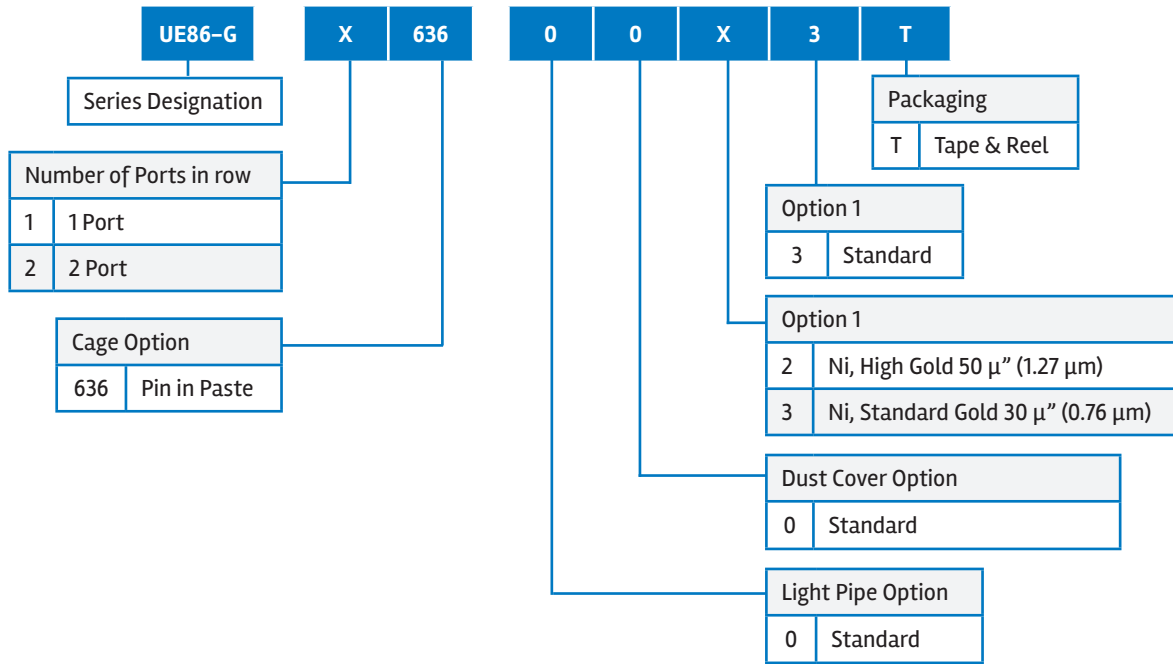 UE86–G X 636 0 0 X 3 T
Series Designation
Packaging
T Tape & Reel
Number of Ports in row
1 1 Port
2 2 Port
Option 1
3 Standard
Cage Option
636 Pin in Paste
Option 1
2 Ni, High Gold 50 µ” (1.27 µm)
3 Ni, Standard Gold 30 µ” (0.76 µm)
Dust Cover Option
0 Standard
Light Pipe Option
0 Standard